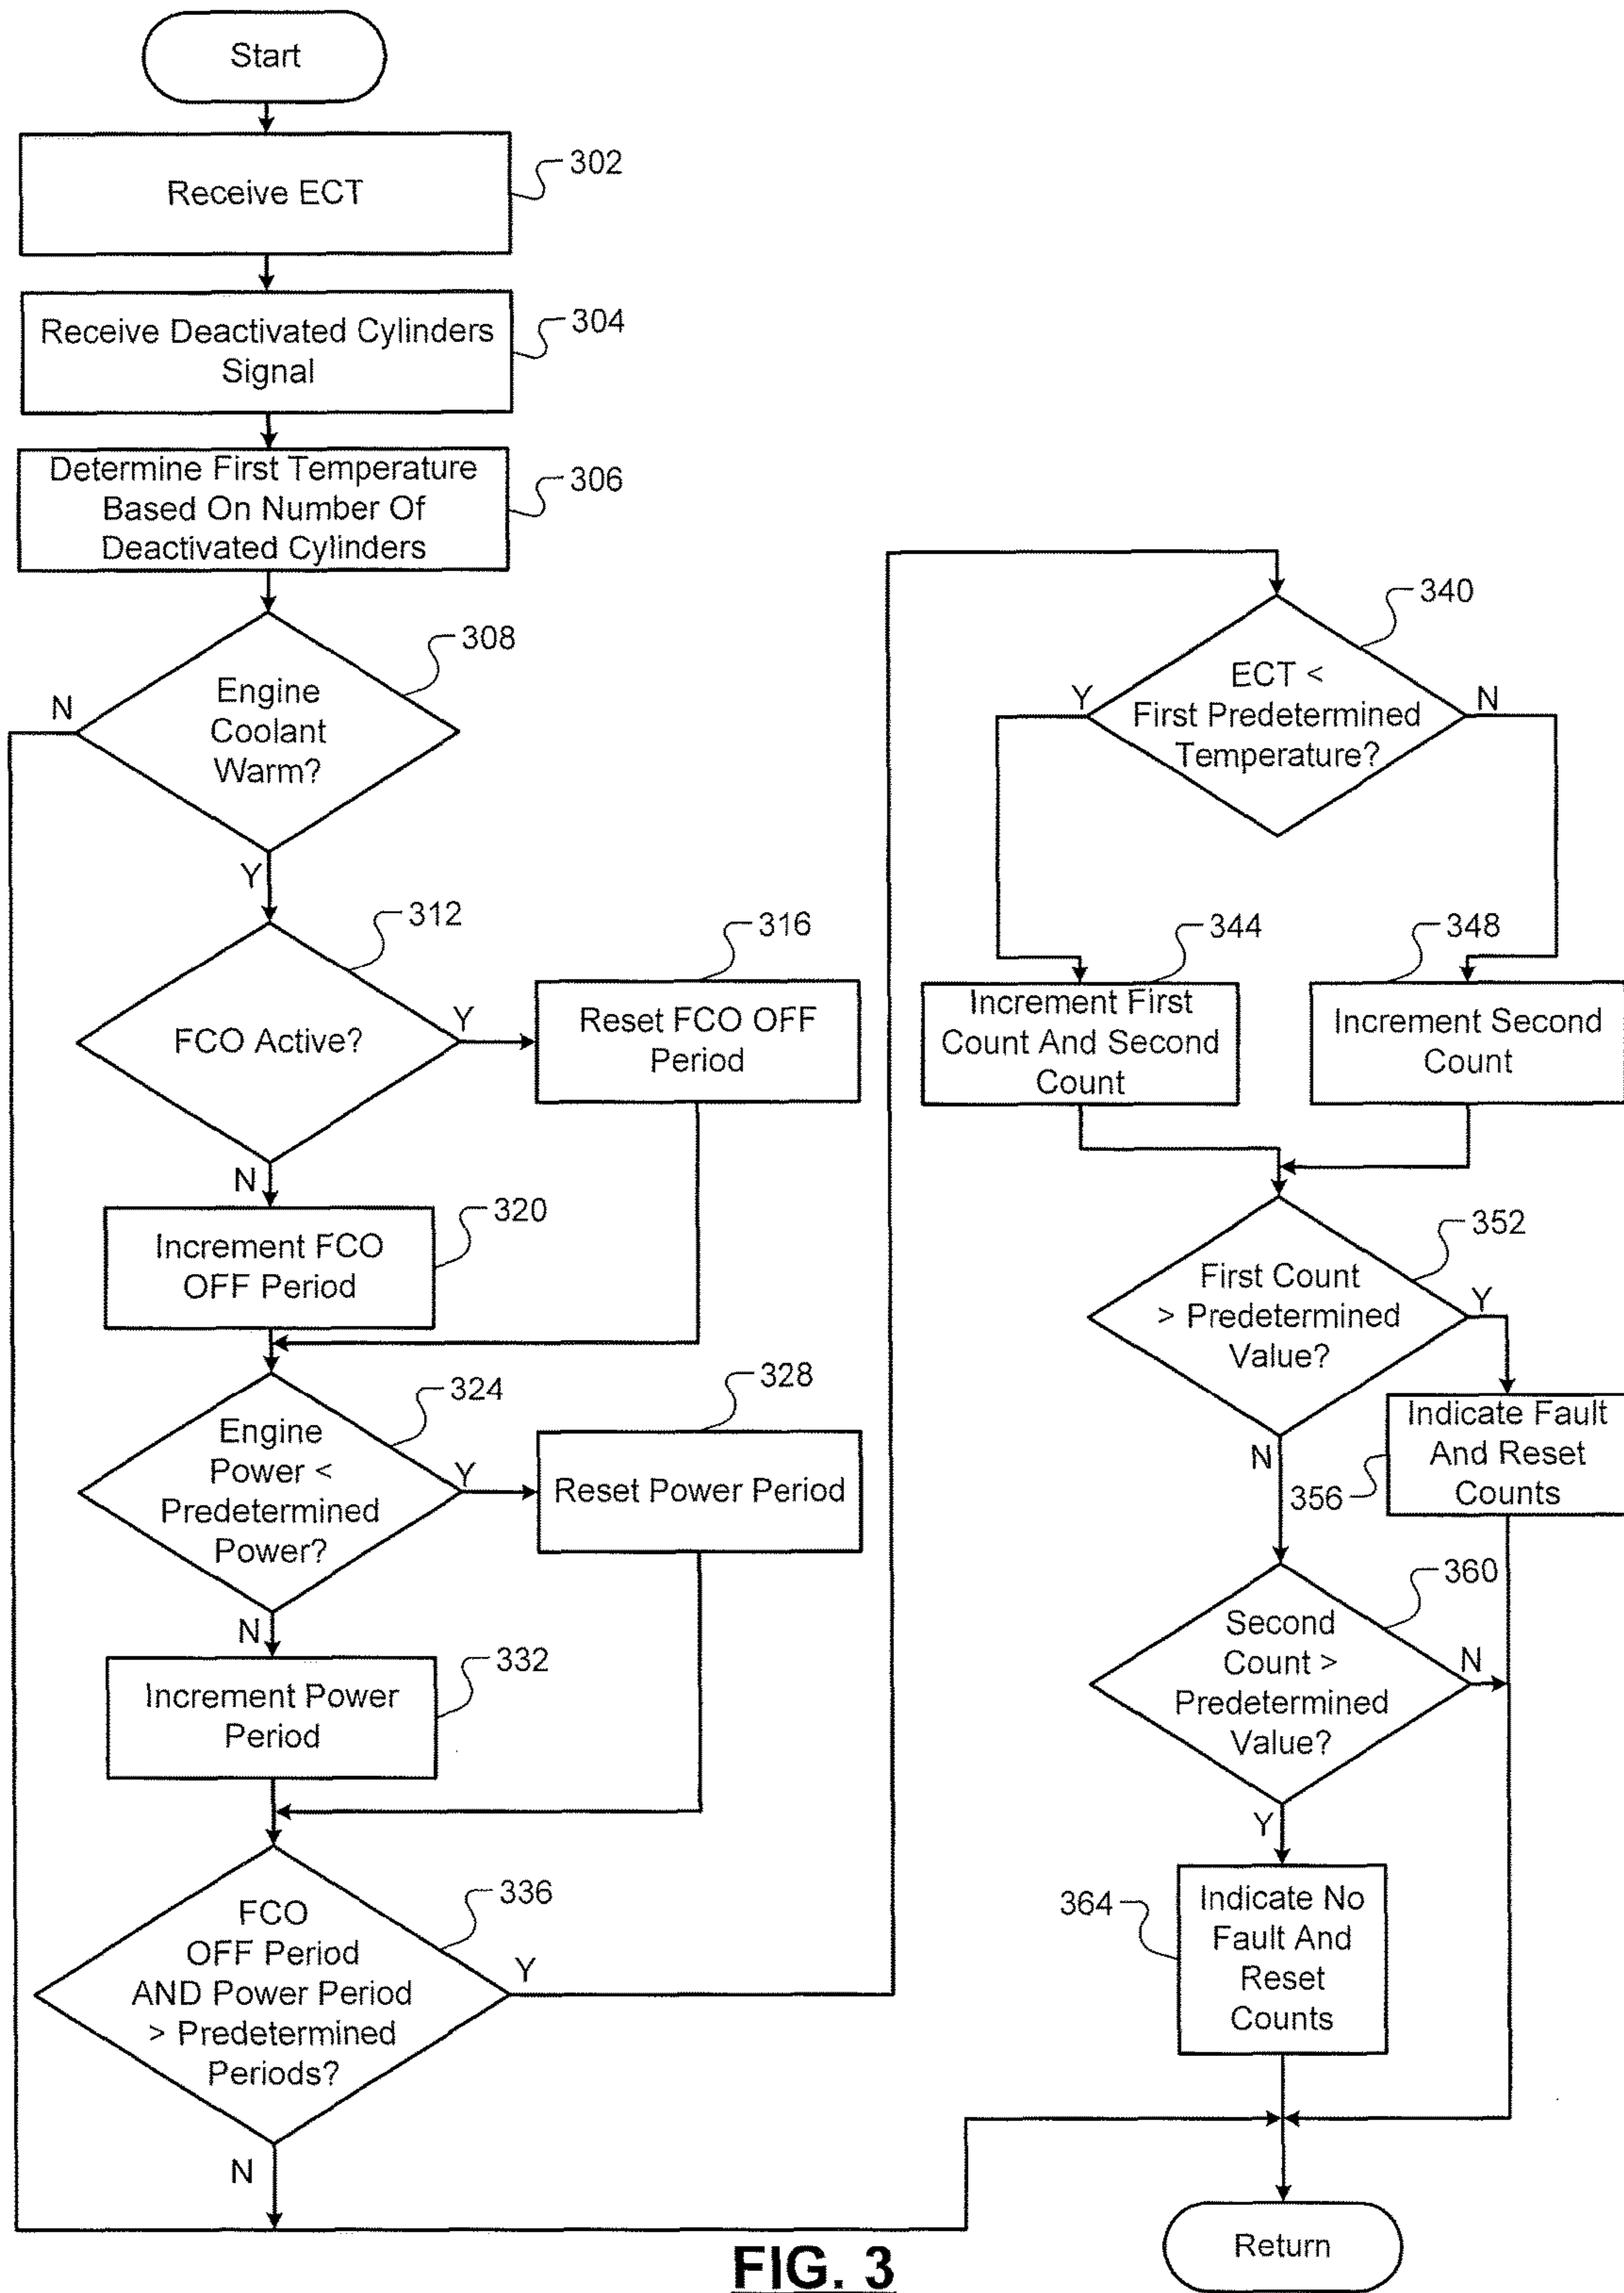 Start
Receive ECT
302
Receive Deactivated Cylinders
Signal
304
Determine First Temperature
Based On Number Of
Deactivated Cylinders
306
Engine
Coolant
Warm?
308
N
Y
FCO Active?
312
Y
N
Reset FCO OFF
Period
316
Increment FCO
OFF Period
320
Engine
Power <
Predetermined
Power?
324
Y
N
Reset Power Period
328
Increment Power
Period
332
FCO
OFF Period
AND Power Period
> Predetermined
Periods?
336
Y
N
ECT <
First Predetermined
Temperature?
340
Y
N
Increment First
Count And Second
Count
344
Increment Second
Count
348
First Count
> Predetermined
Value?
352
Y
N
Indicate Fault
And Reset
Counts
356
Second
Count >
Predetermined
Value?
360
N
Y
Indicate No
Fault And
Reset
Counts
364
Return
FIG. 3